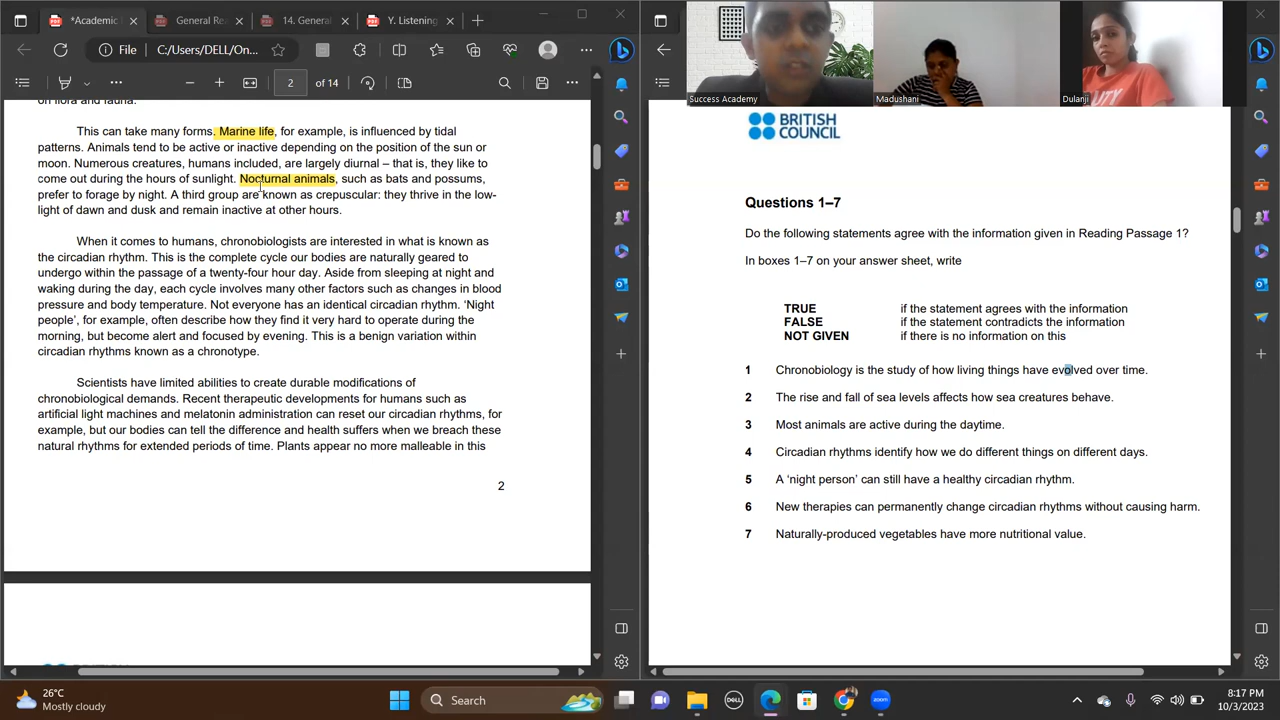 *Academic
General Rea
14. General
Y. Listening
File
C:/Users/DELL/On...
2
of 14
on flora and fauna.
This can take many forms. Marine life, for example, is influenced by tidal
patterns. Animals tend to be active or inactive depending on the position of the sun or
moon. Numerous creatures, humans included, are largely diurnal – that is, they like to
come out during the hours of sunlight. Nocturnal animals, such as bats and possums,
prefer to forage by night. A third group are known as crepuscular: they thrive in the low-
light of dawn and dusk and remain inactive at other hours.
When it comes to humans, chronobiologists are interested in what is known as
the circadian rhythm. This is the complete cycle our bodies are naturally geared to
undergo within the passage of a twenty-four hour day. Aside from sleeping at night and
waking during the day, each cycle involves many other factors such as changes in blood
pressure and body temperature. Not everyone has an identical circadian rhythm. ‘Night
people’, for example, often describe how they find it very hard to operate during the
morning, but become alert and focused by evening. This is a benign variation within
circadian rhythms known as a chronotype.
Scientists have limited abilities to create durable modifications of
chronobiological demands. Recent therapeutic developments for humans such as
artificial light machines and melatonin administration can reset our circadian rhythms, for
example, but our bodies can tell the difference and health suffers when we breach these
natural rhythms for extended periods of time. Plants appear no more malleable in this
2
Success Academy
Madushani
Dulanji
BRITISH
COUNCIL
Questions 1–7
Do the following statements agree with the information given in Reading Passage 1?
In boxes 1–7 on your answer sheet, write
TRUE if the statement agrees with the information
FALSE if the statement contradicts the information
NOT GIVEN if there is no information on this
1 Chronobiology is the study of how living things have evolved over time.
2 The rise and fall of sea levels affects how sea creatures behave.
3 Most animals are active during the daytime.
4 Circadian rhythms identify how we do different things on different days.
5 A ‘night person’ can still have a healthy circadian rhythm.
6 New therapies can permanently change circadian rhythms without causing harm.
7 Naturally-produced vegetables have more nutritional value.
26°C
Mostly cloudy
Search
DELL
zoom
8:17 PM
10/3/2023